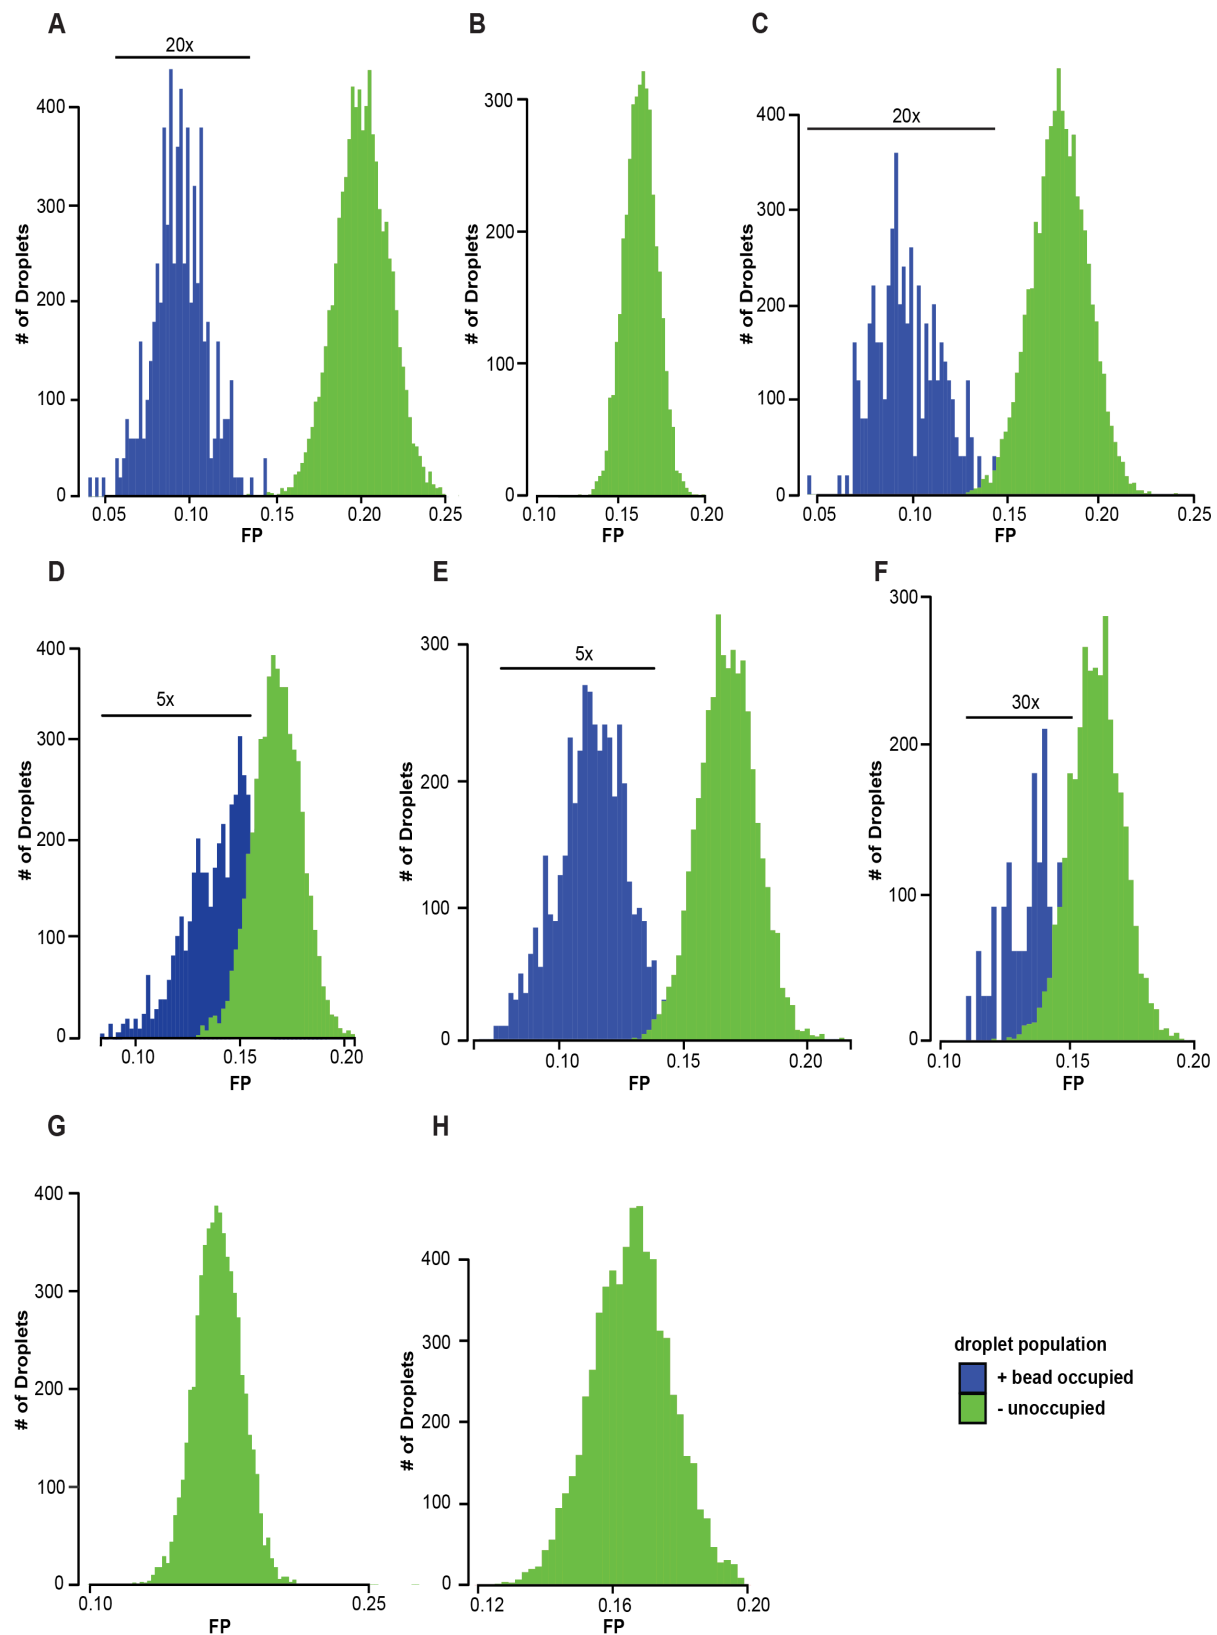 A
20x
# of Droplets
400
300
200
100
0
0.05 0.10 0.15 0.20 0.25
FP
B
# of Droplets
300
200
100
0
0.10 0.15 0.20
FP
C
20x
# of Droplets
400
300
200
100
0
0.05 0.10 0.15 0.20 0.25
FP
D
5x
# of Droplets
400
300
200
100
0
0.10 0.15 0.20
FP
E
5x
# of Droplets
300
200
100
0
0.10 0.15 0.20
FP
F
30x
# of Droplets
300
200
100
0
0.10 0.15 0.20
FP
G
# of Droplets
400
300
200
100
0
0.10 0.25
FP
H
# of Droplets
400
300
200
100
0
0.12 0.16 0.20
FP
droplet population
+ bead occupied
- unoccupied